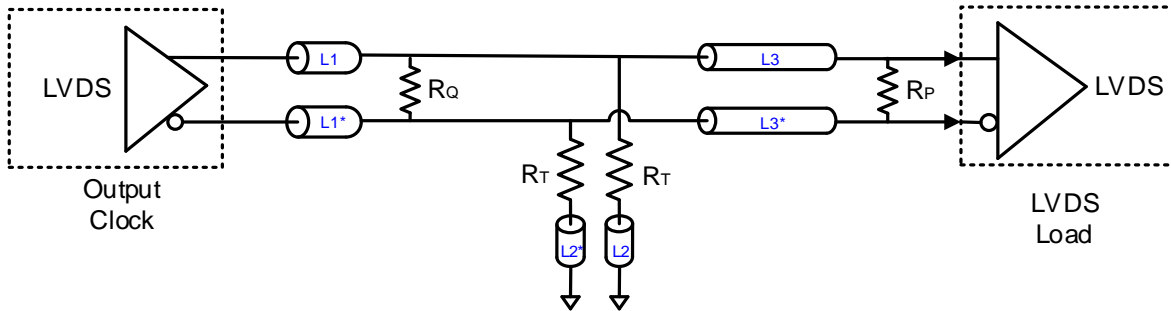 LVDS
Output
Clock
L1
L1*
RQ
RT
RT
L2*
L2
L3
L3*
RP
LVDS
LVDS
Load